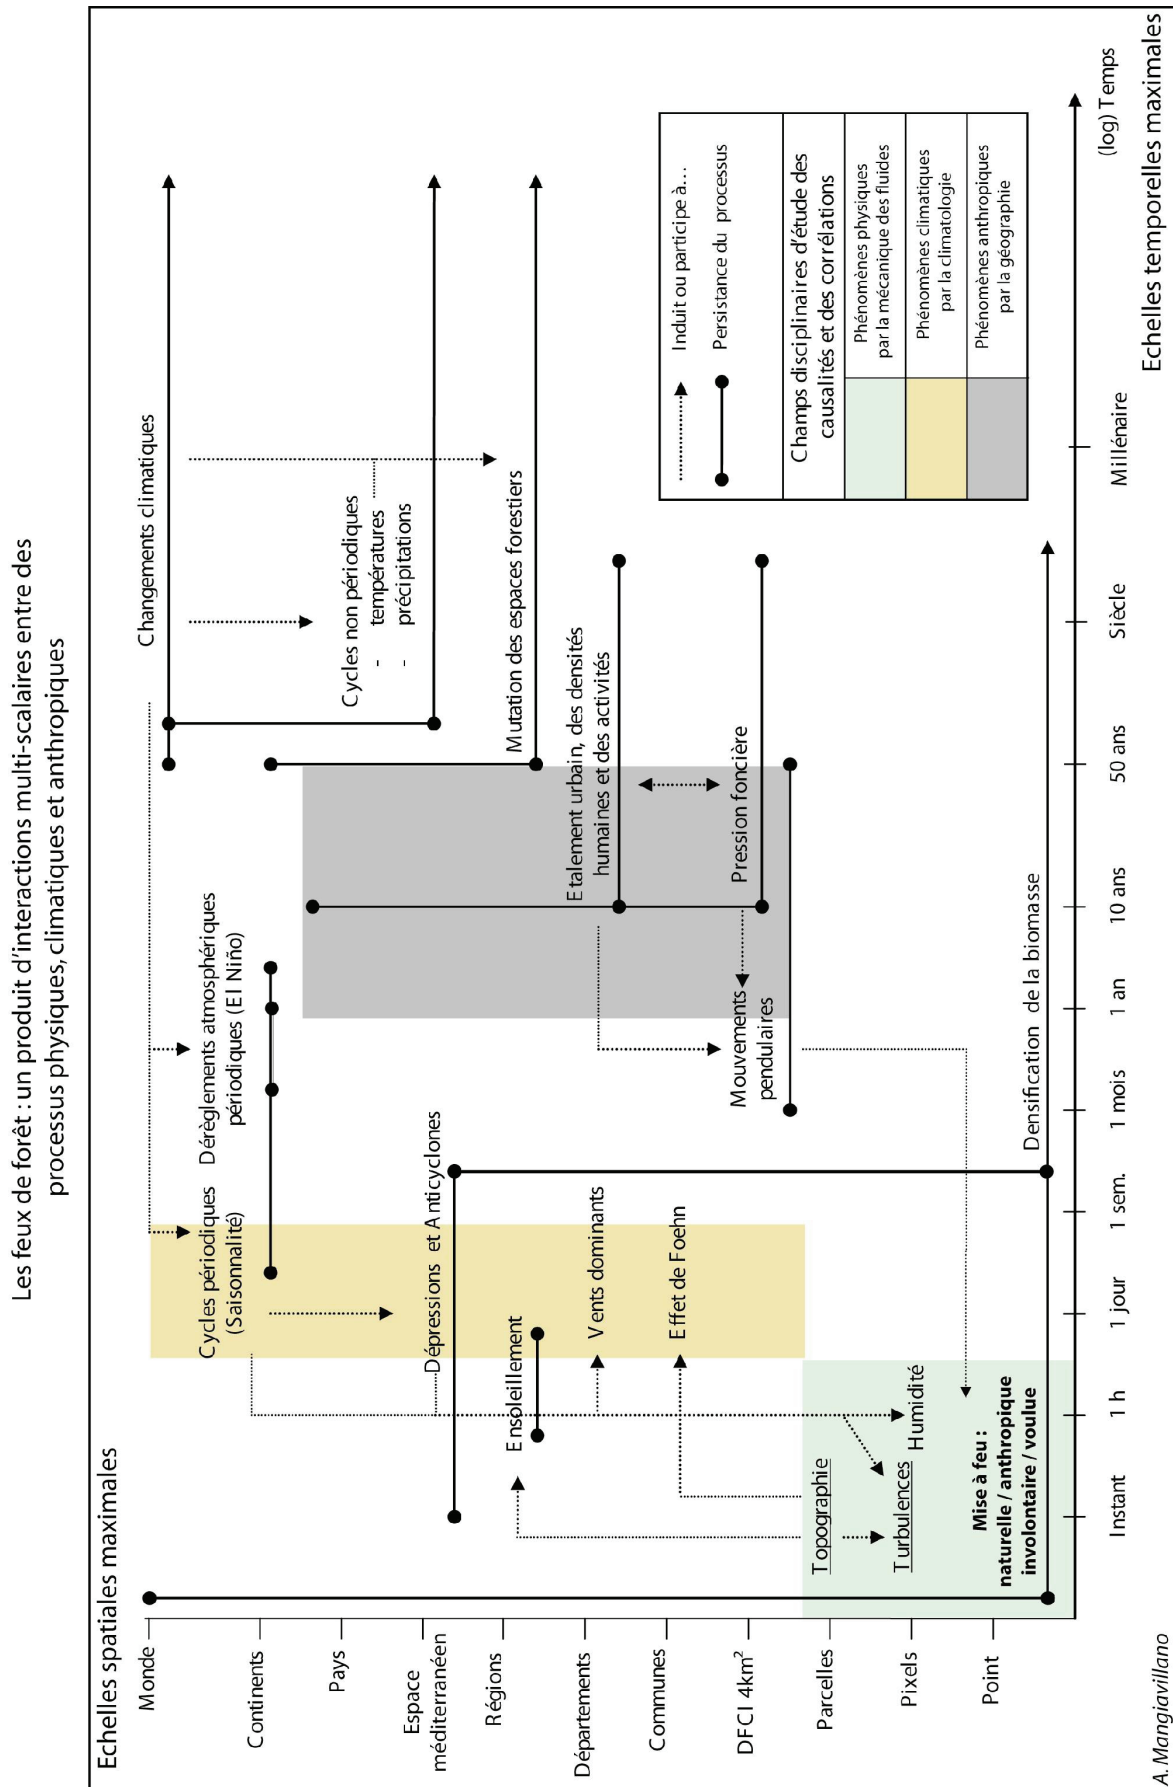 Les feux de forêt : un produit d'interactions multi-scalaires entre des
processus physiques, climatiques et anthropiques
Echelles spatiales maximales
Monde
Continents
Pays
Espace
méditerranéen
Régions
Départements
Communes
DFCI 4km²
Parcelles
Pixels
Point
Changements climatiques
Cycles périodiques
(Saisonnalité)
Dérèglements atmosphériques
périodiques (El Niño)
Cycles non périodiques
- températures
- précipitations
Dépressions et Anticyclones
Ensoleillement
Mutation des espaces forestiers
Vents dominants
Etalement urbain, des densités
humaines et des activités
Effet de Foehn
Mouvements
pendulaires
Pression foncière
Topographie
Turbulences
Humidité
Mise à feu :
naturelle / anthropique
involontaire / voulue
Densification de la biomasse
Induit ou participe à...
Persistance du processus
Champs disciplinaires d'étude des
causalités et des corrélations
Phénomènes physiques
par la mécanique des fluides
Phénomènes climatiques
par la climatologie
Phénomènes anthropiques
par la géographie
Instant
1 h
1 jour
1 sem.
1 mois
1 an
10 ans
50 ans
Siècle
Millénaire
(log) Temps
Echelles temporelles maximales
A. Mangiavillano